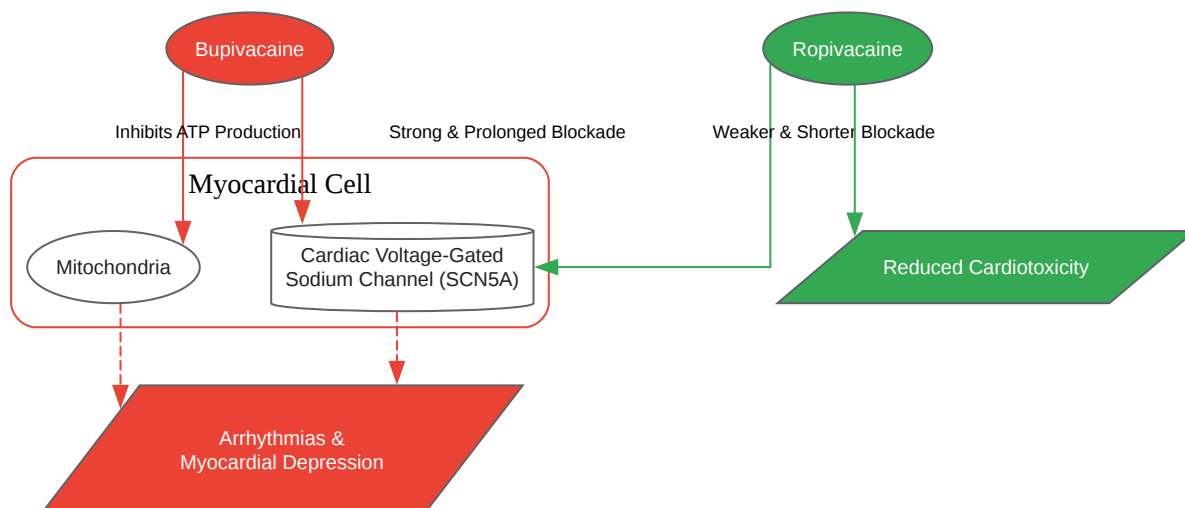 Bupivacaine
Ropivacaine
Inhibits ATP Production
Strong & Prolonged Blockade
Weaker & Shorter Blockade
Myocardial Cell
Mitochondria
Cardiac Voltage-Gated
Sodium Channel (SCN5A)
Reduced Cardiotoxicity
Arrhythmias &
Myocardial Depression